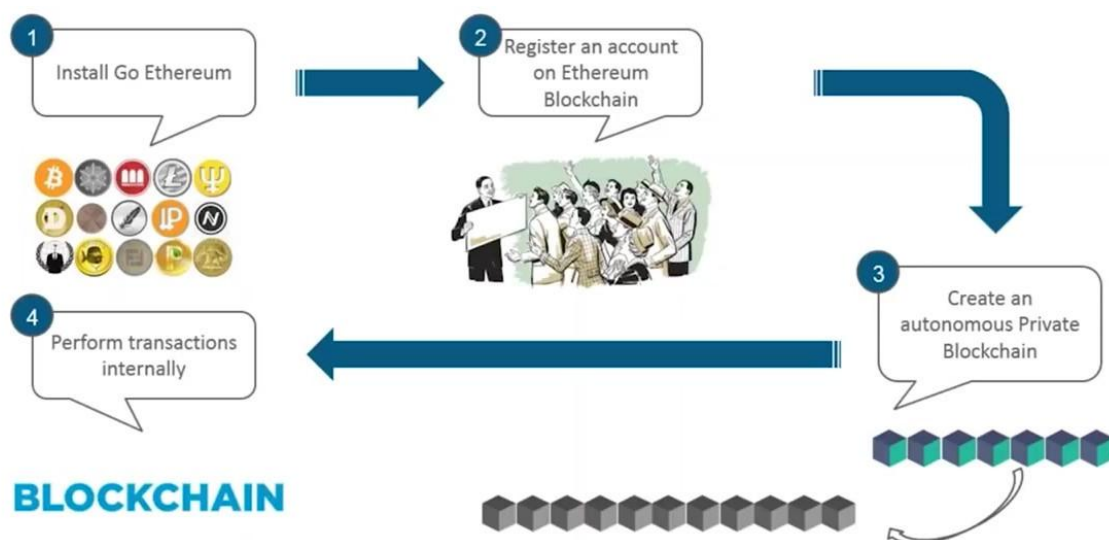 1
Install Go Ethereum
2
Register an account
on Ethereum
Blockchain
3
Create an
autonomous Private
Blockchain
4
Perform transactions
internally
BLOCKCHAIN